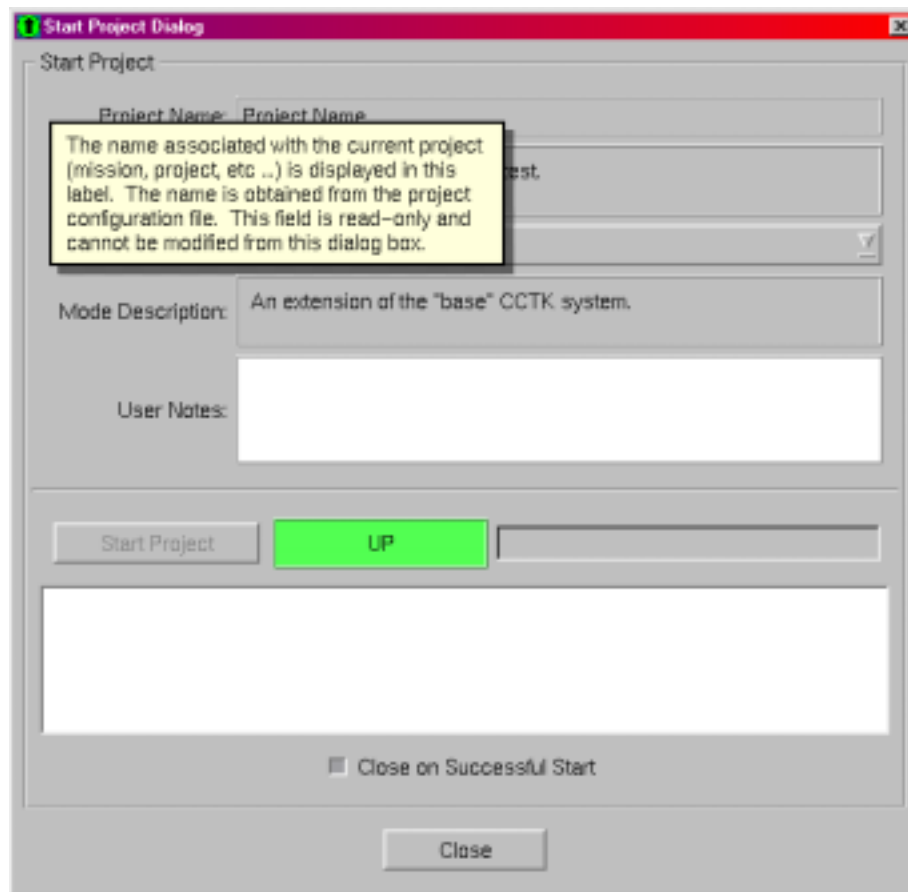 Start Project Dialog
Start Project
Project Name: Project Name
The name associated with the current project
(mission, project, etc ..) is displayed in this
label. The name is obtained from the project
configuration file. This field is read-only and
cannot be modified from this dialog box.
test.
Mode Description: An extension of the "base" CCTK system.
User Notes:
Start Project UP
Close on Successful Start
Close